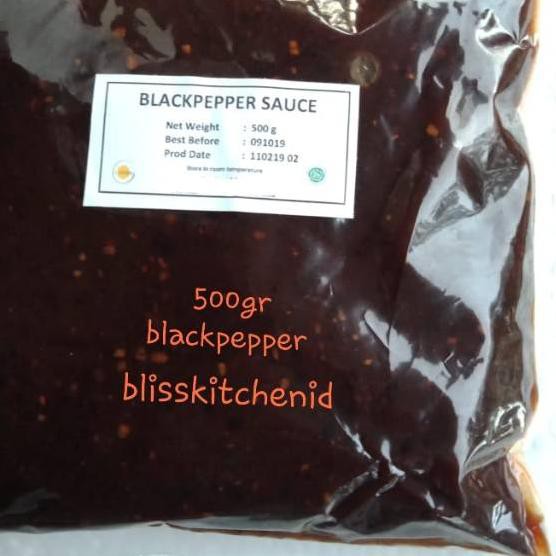 BLACKPEPPER SAUCE
Net Weight : 500 g
Best Before : 091019
Prod Date : 110219 02
Store in room temperature
500gr
blackpepper
blisskitchenid